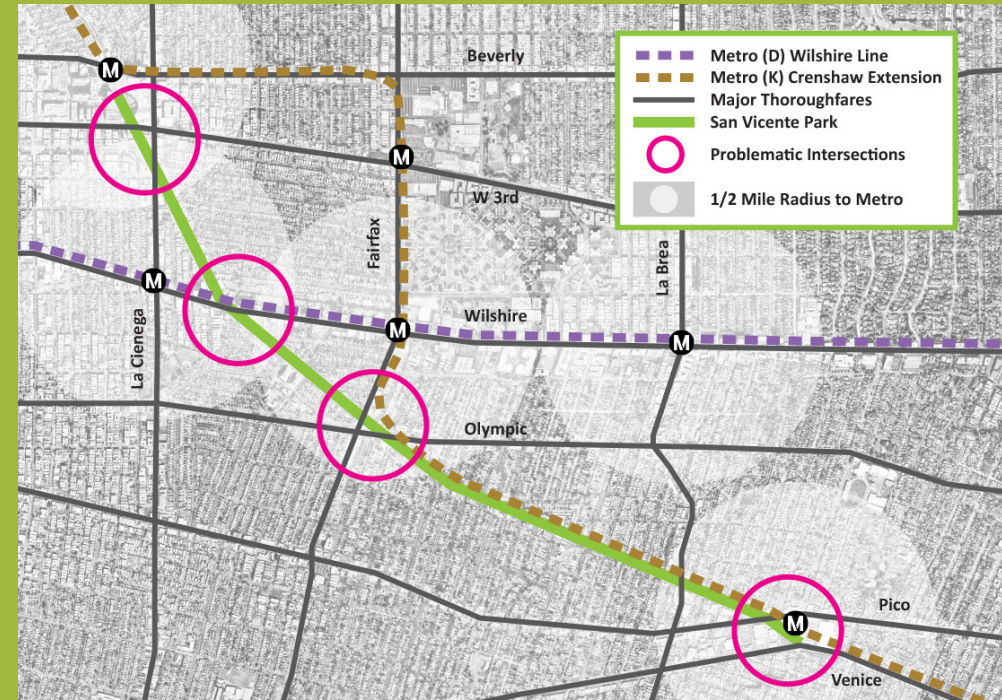 Metro (D) Wilshire Line
Metro (K) Crenshaw Extension
Major Thoroughfares
San Vicente Park
Problematic Intersections
1/2 Mile Radius to Metro
Beverly
M
M
W 3rd
Fairfax
La Brea
M
La Cienega
Wilshire
M
M
Olympic
Pico
M
Venice